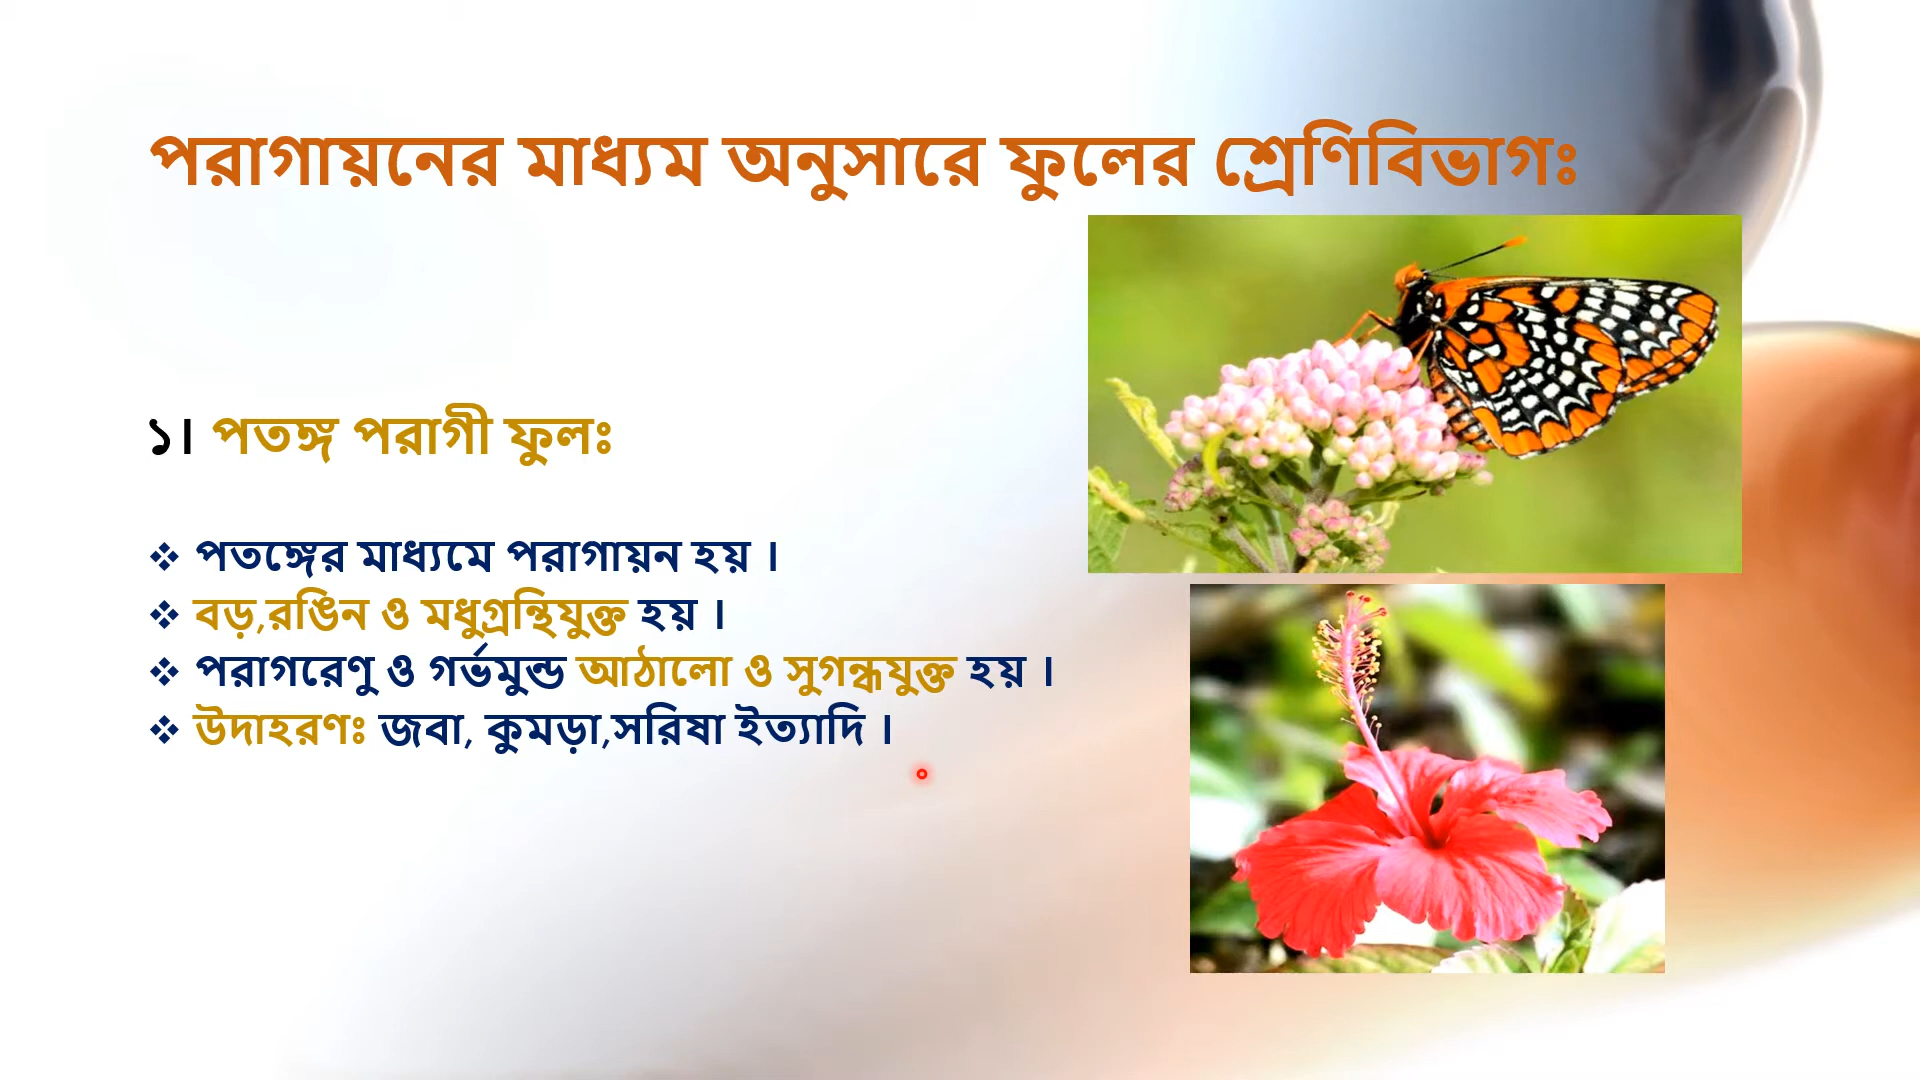 পরাগায়নের মাধ্যম অনুসারে ফুলের শ্রেণিবিভাগঃ
১। পতঙ্গ পরাগী ফুলঃ
❖ পতঙ্গের মাধ্যমে পরাগায়ন হয় ।
❖ বড়,রঙিন ও মধুগ্রন্থিযুক্ত হয় ।
❖ পরাগরেণু ও গর্ভমুন্ড আঠালো ও সুগন্ধযুক্ত হয় ।
❖ উদাহরণঃ জবা, কুমড়া,সরিষা ইত্যাদি ।